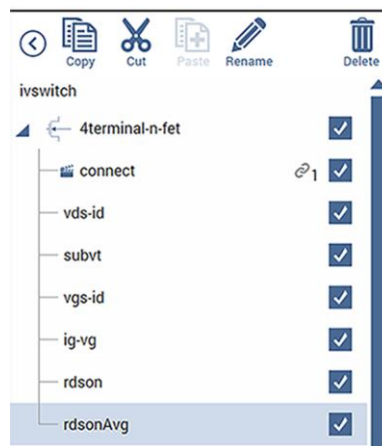 Copy Cut Paste Rename Delete
ivswitch
4terminal-n-fet
connect 1
vds-id
subvt
vgs-id
ig-vg
rdson
rdsonAvg